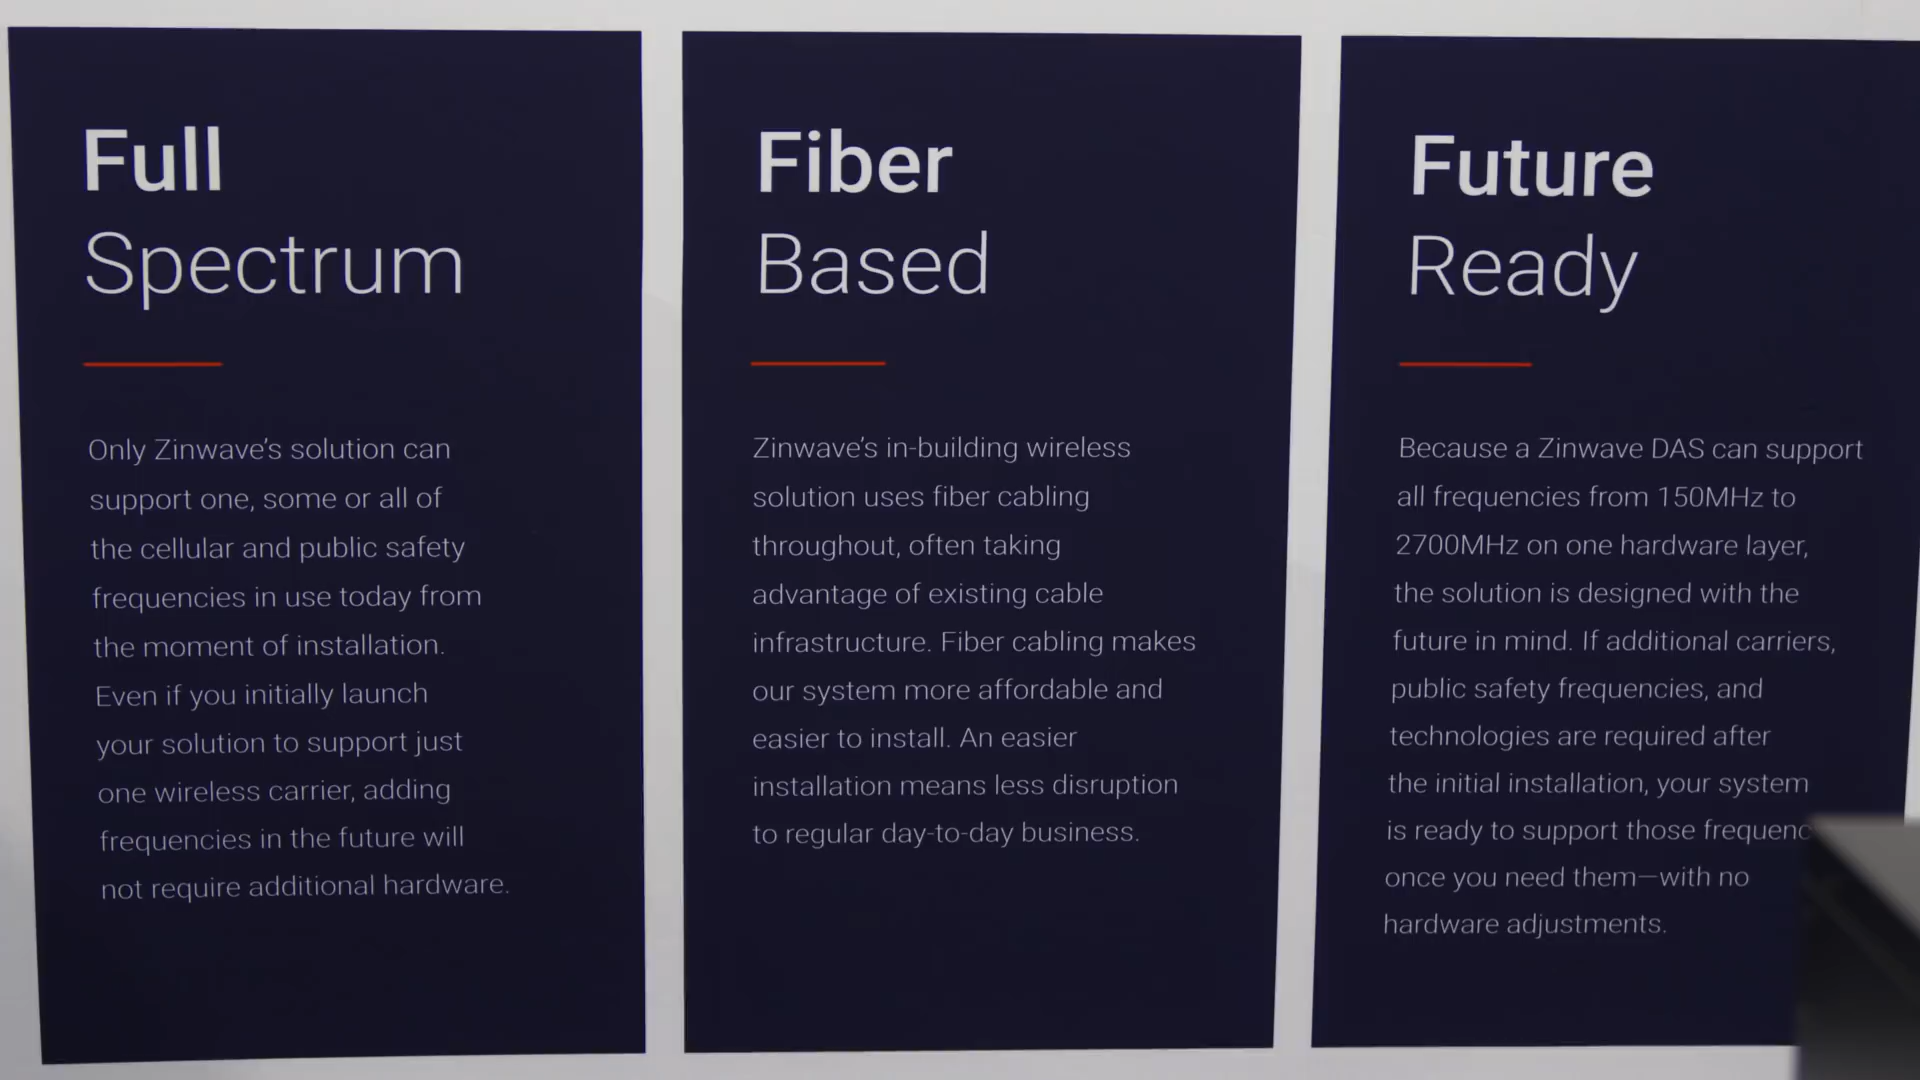 Full
Spectrum
Only Zinwave's solution can
support one, some or all of
the cellular and public safety
frequencies in use today from
the moment of installation.
Even if you initially launch
your solution to support just
one wireless carrier, adding
frequencies in the future will
not require additional hardware.
Fiber
Based
Zinwave's in-building wireless
solution uses fiber cabling
throughout, often taking
advantage of existing cable
infrastructure. Fiber cabling makes
our system more affordable and
easier to install. An easier
installation means less disruption
to regular day-to-day business.
Future
Ready
Because a Zinwave DAS can support
all frequencies from 150MHz to
2700MHz on one hardware layer,
the solution is designed with the
future in mind. If additional carriers,
public safety frequencies, and
technologies are required after
the initial installation, your system
is ready to support those
once you need them—with no
hardware adjustments.